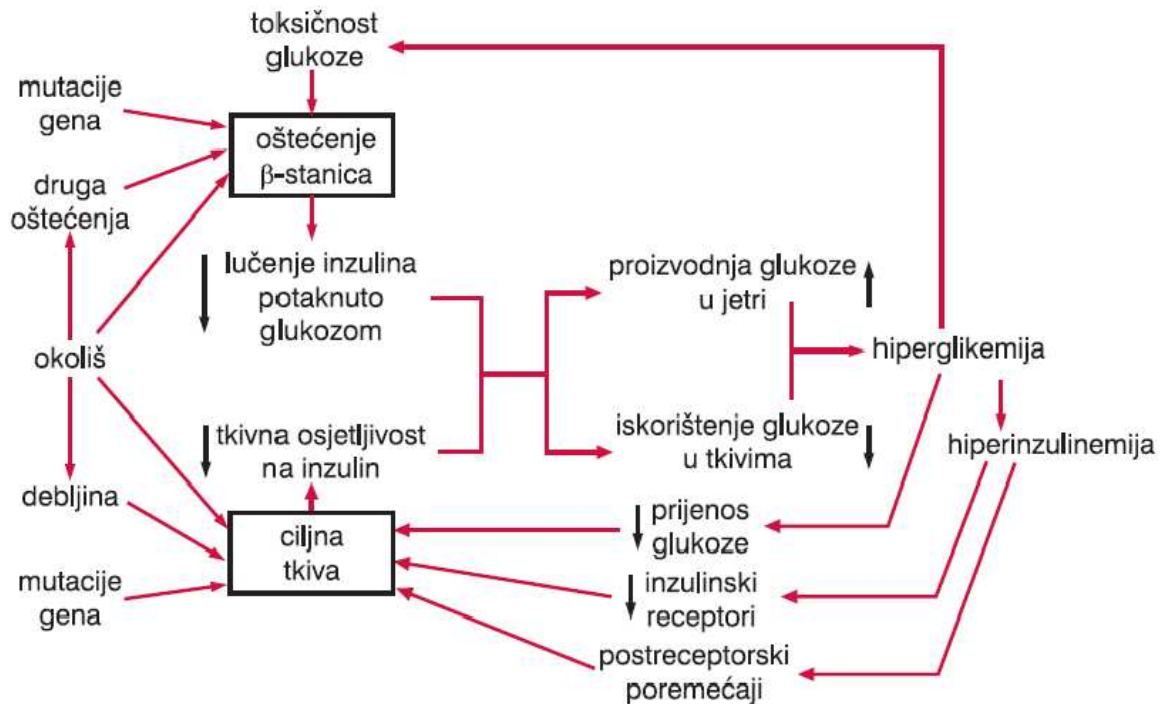 toksičnost
glukoze
mutacije
gena
oštećenje
β-stanica
druga
oštećenja
lučenje inzulina
potaknuto
glukozom
proizvodnja glukoze
u jetri
okoliš
hiperglikemija
tkivna osjetljivost
na inzulin
iskorištenje glukoze
u tkivima
hiperinzulinemija
debljina
ciljna
tkiva
prijenos
glukoze
mutacije
gena
inzulinski
receptori
postreceptorski
poremećaji